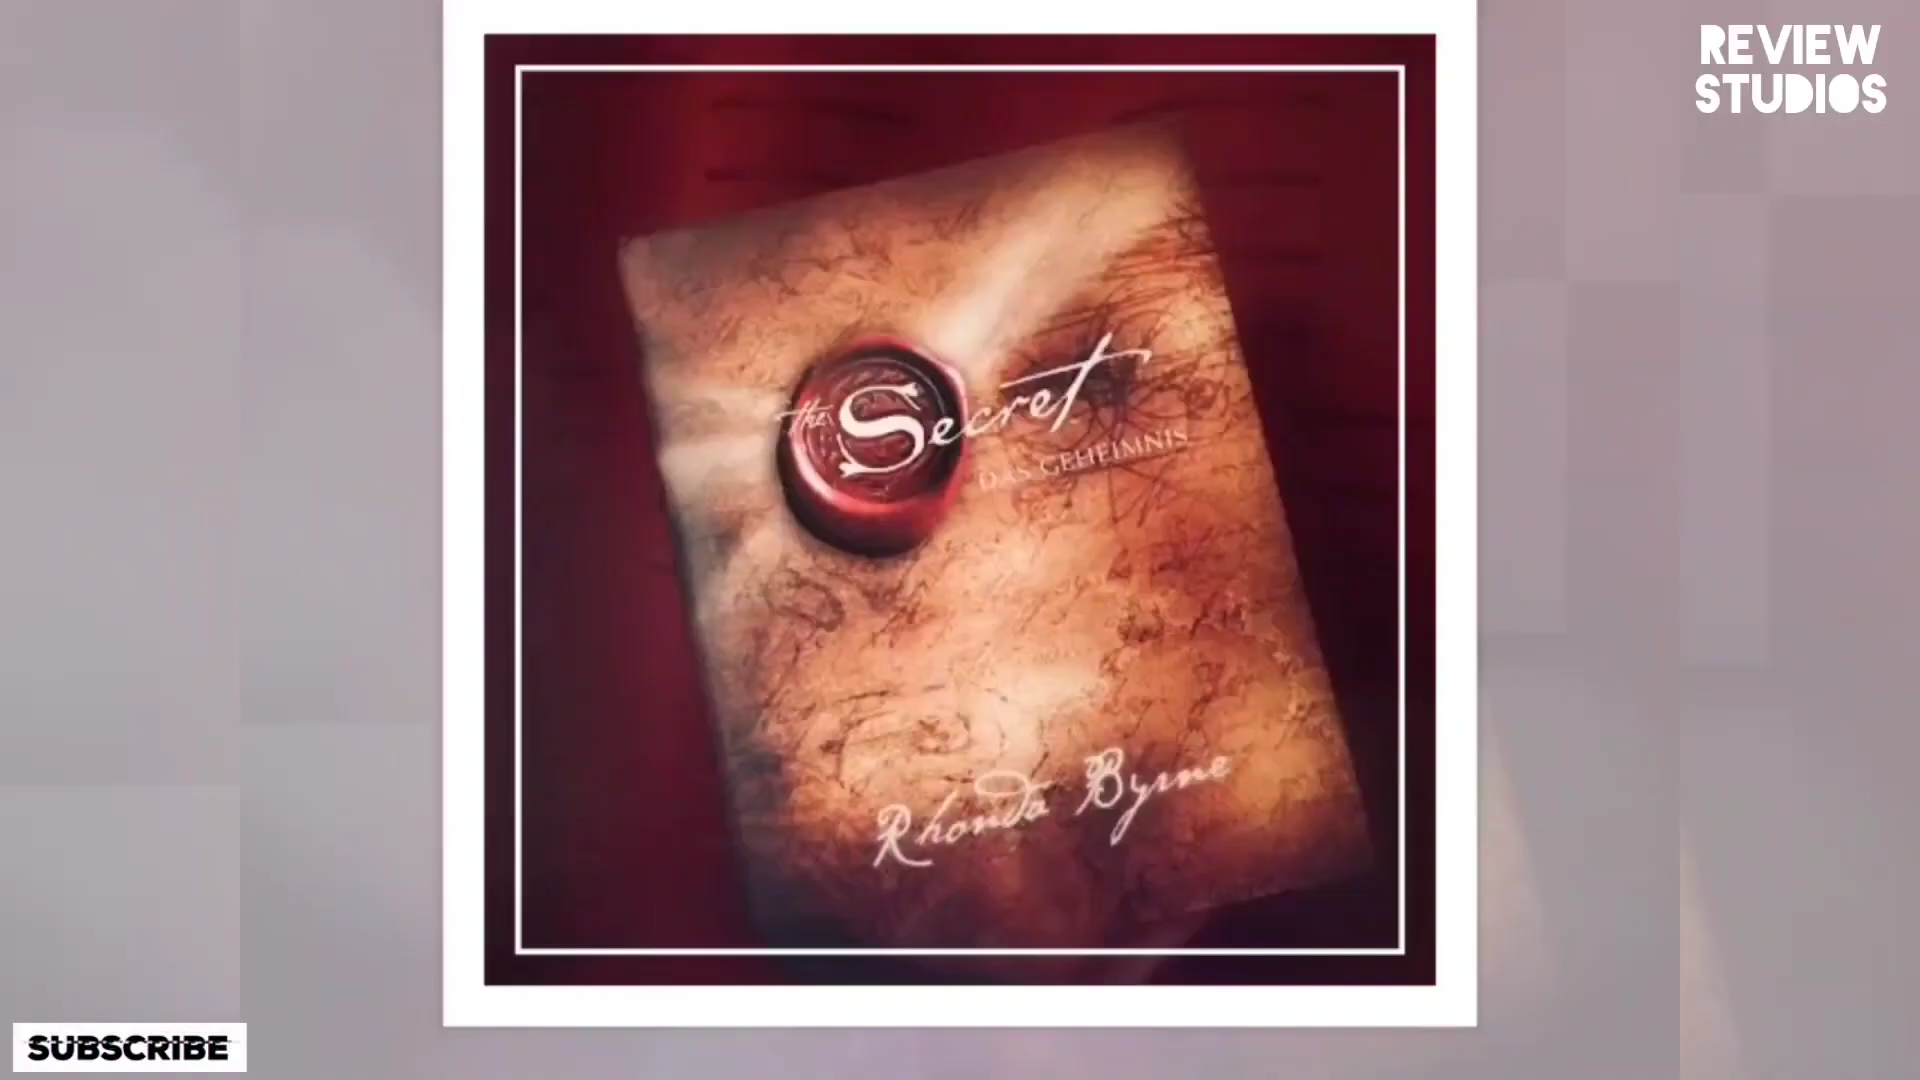 REVIEW
STUDIOS
the Secret
DAS GEHEIMNIS
Rhonda Byrne
SUBSCRIBE